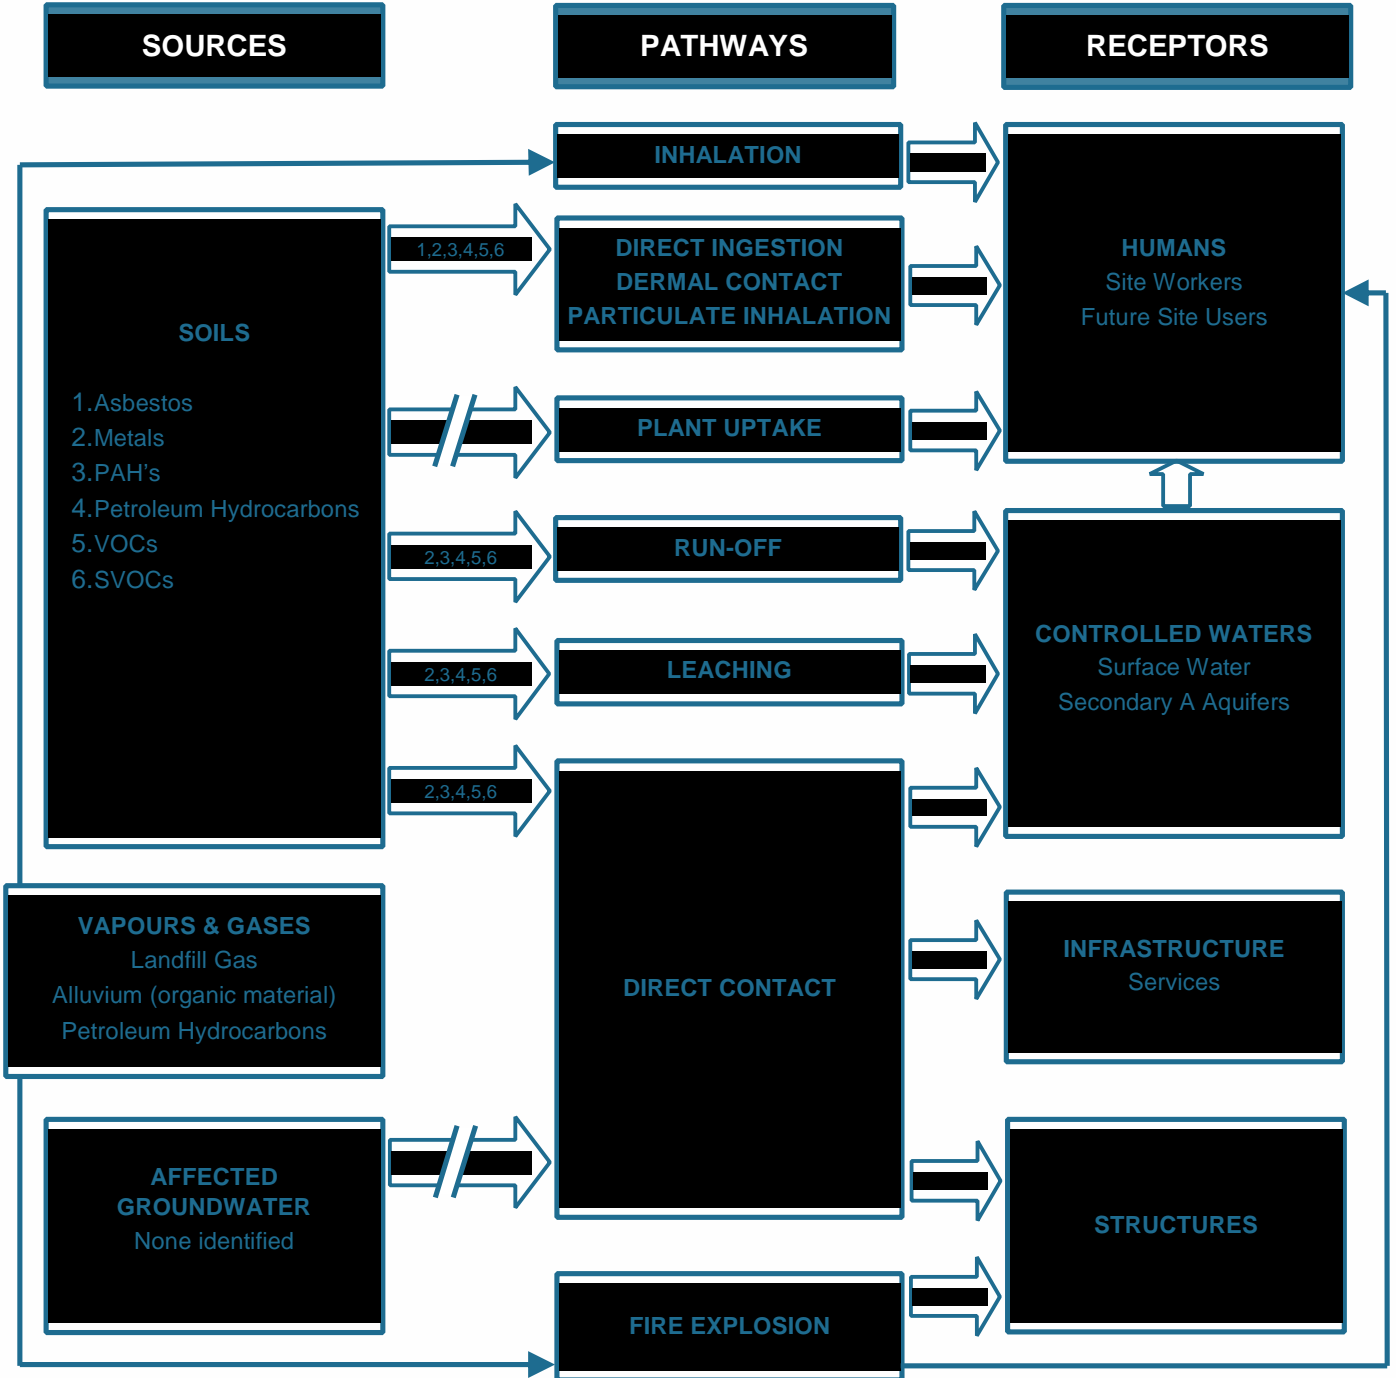 SOURCES
PATHWAYS
RECEPTORS
INHALATION
1,2,3,4,5,6
DIRECT INGESTION
DERMAL CONTACT
PARTICULATE INHALATION
HUMANS
Site Workers
Future Site Users
SOILS
1.Asbestos
2.Metals
3.PAH's
4.Petroleum Hydrocarbons
5.VOCs
6.SVOCs
PLANT UPTAKE
2,3,4,5,6
RUN-OFF
2,3,4,5,6
LEACHING
CONTROLLED WATERS
Surface Water
Secondary A Aquifers
2,3,4,5,6
VAPOURS & GASES
Landfill Gas
Alluvium (organic material)
Petroleum Hydrocarbons
DIRECT CONTACT
INFRASTRUCTURE
Services
AFFECTED
GROUNDWATER
None identified
STRUCTURES
FIRE EXPLOSION